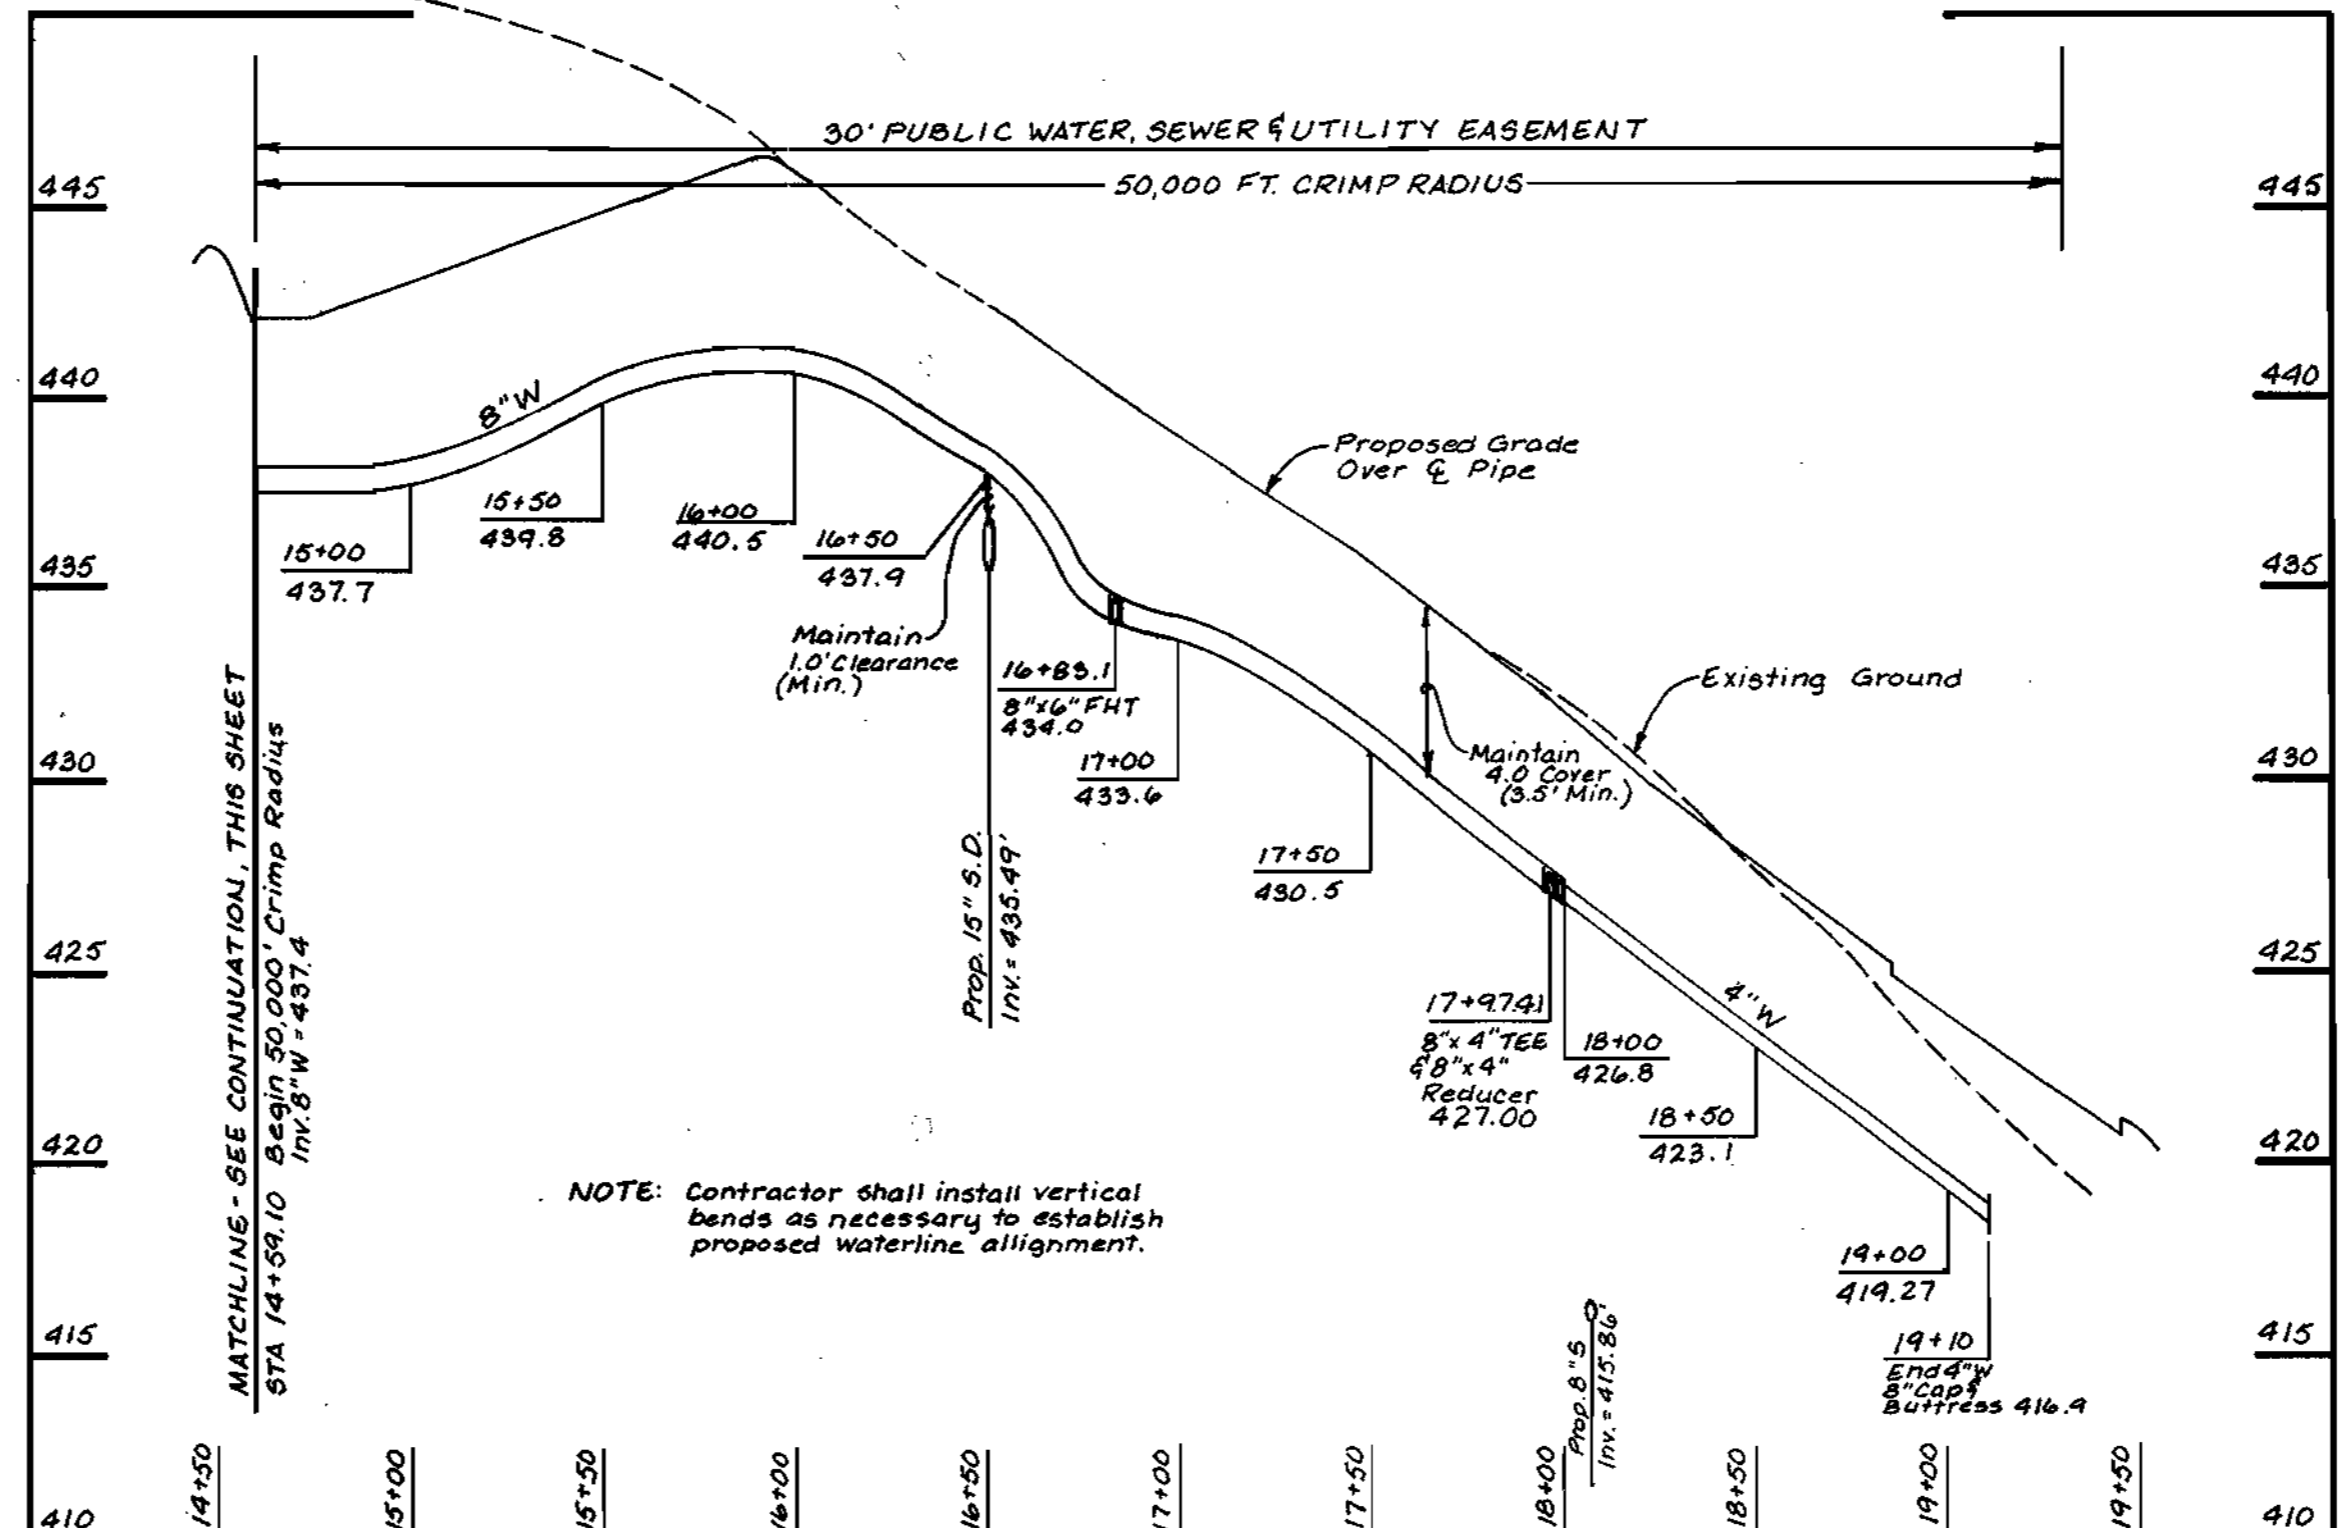 30' PUBLIC WATER, SEWER & UTILITY EASEMENT
50,000 FT. CRIMP RADIUS
445
445
440
440
435
435
430
430
425
425
420
420
415
415
410
410
8"W
15+00
437.7
15+50
439.8
16+00
440.5
16+50
437.9
Maintain
1.0' Clearance
(Min.)
16+83.1
8"x6" FHT
434.0
17+00
433.6
17+50
430.5
Proposed Grade
Over ℄ Pipe
Existing Ground
Maintain
4.0 Cover
(3.5' Min.)
Prop. 15" S.D.
Inv. = 435.49'
17+97.41
8"x 4" TEE
& 8"x 4"
Reducer
427.00
18+00
426.8
4"W
18+50
423.1
19+00
419.27
19+10
End 4"W
8" Cap &
Buttress 416.9
Prop. 8"S
Inv. = 415.86'
MATCHLINE - SEE CONTINUATION, THIS SHEET
STA 14+59.10 Begin 50,000' Crimp Radius
Inv. 8"W = 437.4
NOTE: Contractor shall install vertical
bends as necessary to establish
proposed waterline allignment.
14+50
15+00
15+50
16+00
16+50
17+00
17+50
18+00
18+50
19+00
19+50